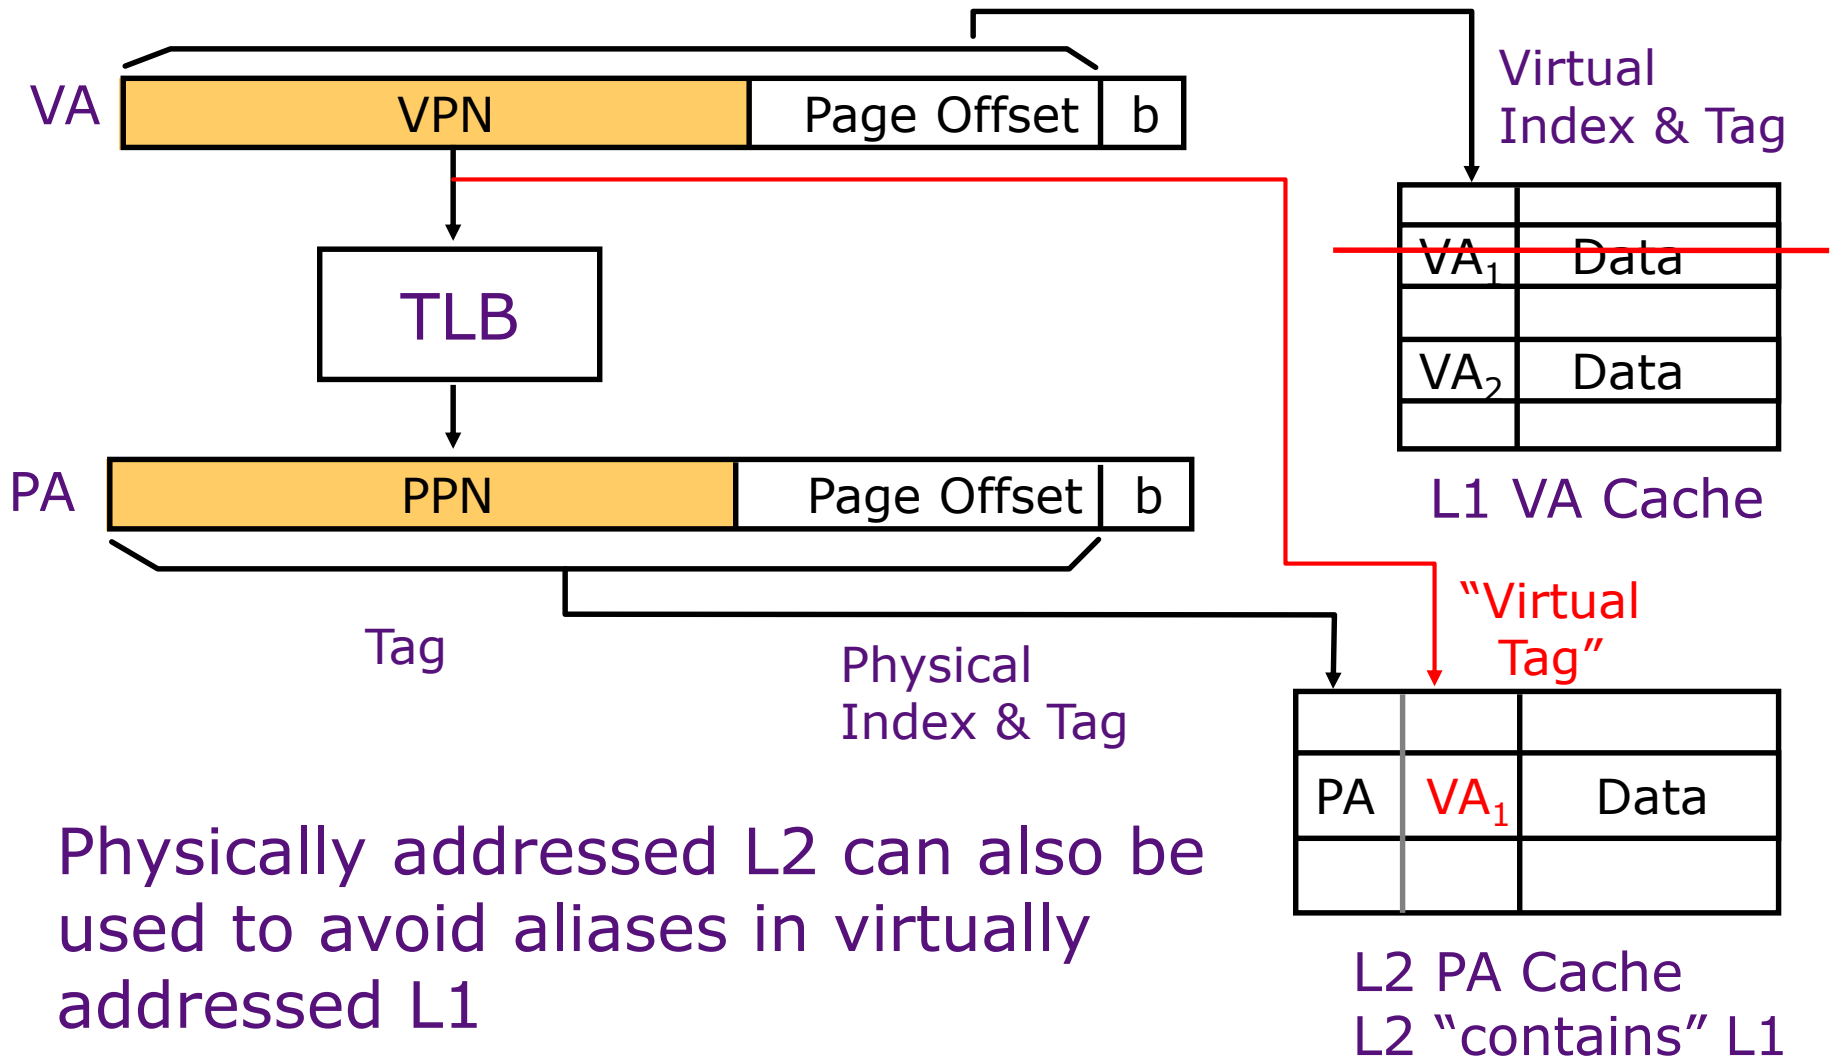 VA
VPN
Page Offset
b
Virtual
Index & Tag
VA1
Data
TLB
VA2
Data
PA
PPN
Page Offset
b
L1 VA Cache
“Virtual
Tag”
Tag
Physical
Index & Tag
PA
VA1
Data
Physically addressed L2 can also be
used to avoid aliases in virtually
addressed L1
L2 PA Cache
L2 “contains” L1